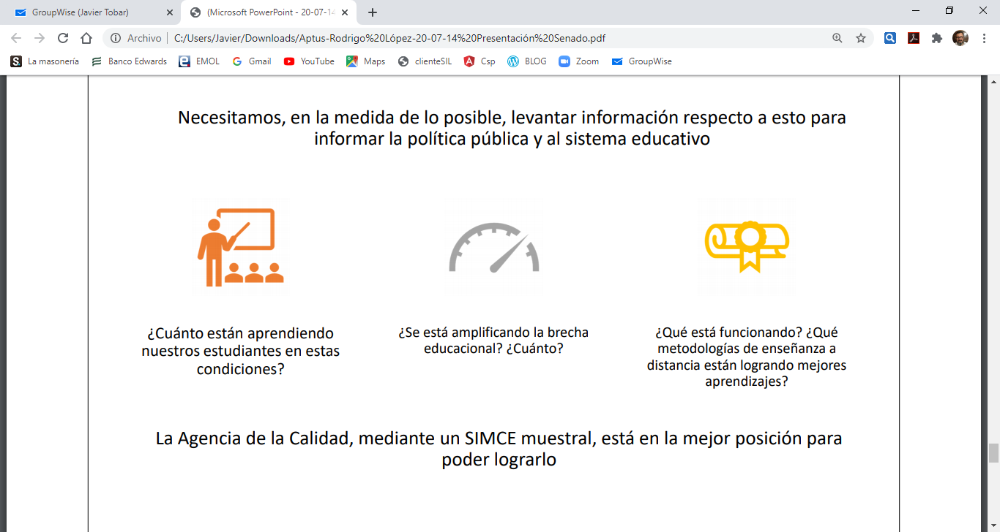 GroupWise (Javier Tobar)
(Microsoft PowerPoint - 20-07-14
Archivo
C:/Users/Javier/Downloads/Aptus-Rodrigo%20López-20-07-14%20Presentación%20Senado.pdf
La masonería
Banco Edwards
EMOL
Gmail
YouTube
Maps
clienteSIL
Csp
BLOG
Zoom
GroupWise
Necesitamos, en la medida de lo posible, levantar información respecto a esto para
informar la política pública y al sistema educativo
¿Cuánto están aprendiendo
nuestros estudiantes en estas
condiciones?
¿Se está amplificando la brecha
educacional? ¿Cuánto?
¿Qué está funcionando? ¿Qué
metodologías de enseñanza a
distancia están logrando mejores
aprendizajes?
La Agencia de la Calidad, mediante un SIMCE muestral, está en la mejor posición para
poder lograrlo